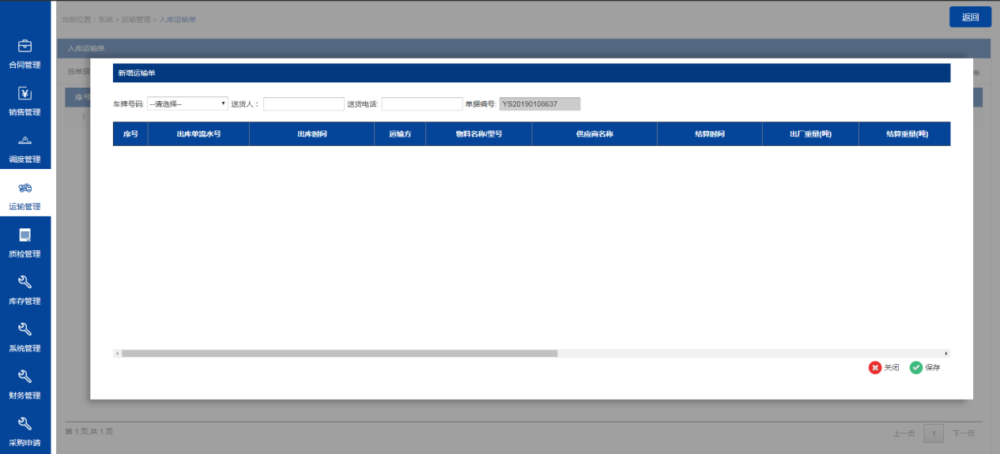 当前位置：系统 > 运输管理 > 入库运输单
返回
合同管理
销售管理
调度管理
运输管理
质检管理
库存管理
系统管理
财务管理
采购申请
入库运输单
按单据
单
序号
1
新增运输单
车牌号码: --请选择-- 送货人： 送货电话: 单据编号: YS20190108637
序号 出库单流水号 出库时间 运输方 物料名称/型号 供应商名称 结算时间 出厂重量(吨) 结算重量(吨)
关闭 保存
第 1 页,共 1 页
上一页 1 下一页